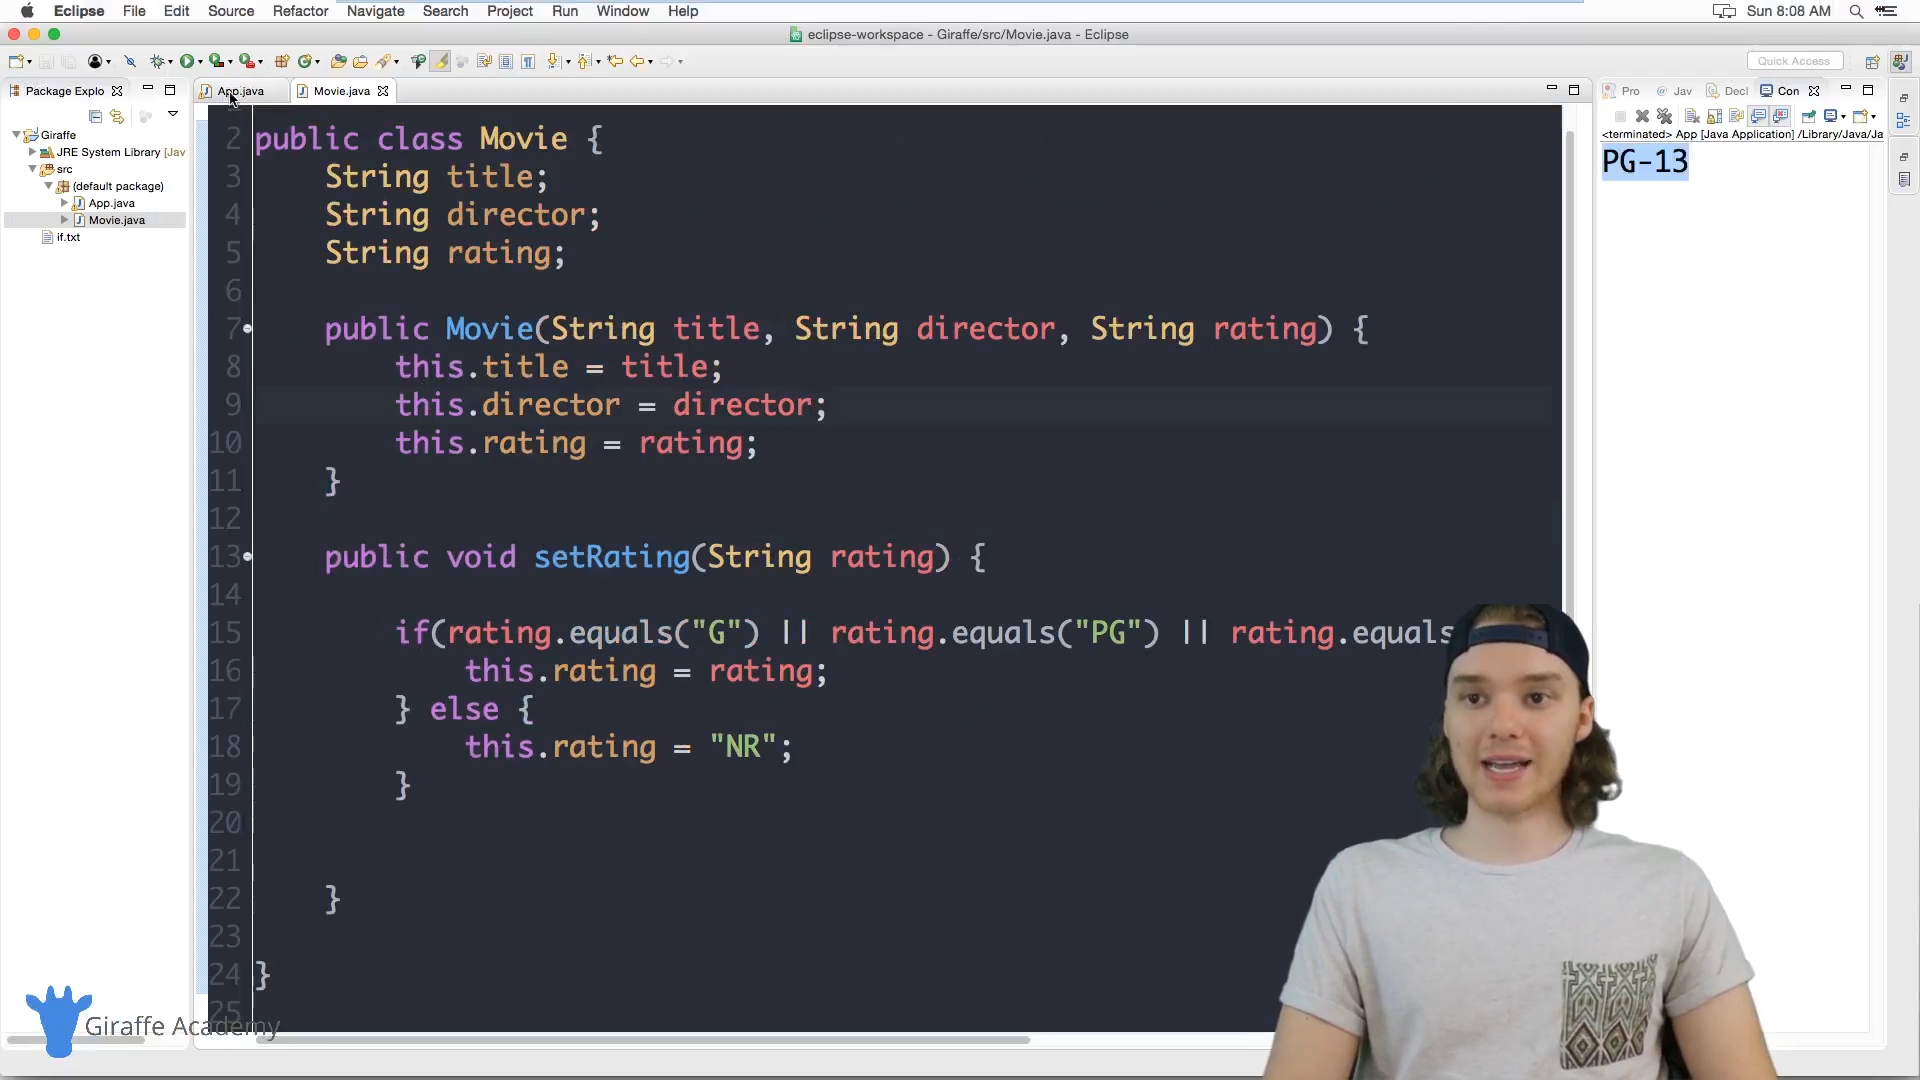 Eclipse File Edit Source Refactor Navigate Search Project Run Window Help Sun 8:08 AM
eclipse-workspace - Giraffe/src/Movie.java - Eclipse
Quick Access
Package Explo App.java Movie.java Pro Jav Decl Con
<terminated> App [Java Application] /Library/Java/Ja
PG-13
Giraffe
JRE System Library [Jav
src
(default package)
App.java
Movie.java
if.txt
2 public class Movie {
3 String title;
4 String director;
5 String rating;
6
7 public Movie(String title, String director, String rating) {
8 this.title = title;
9 this.director = director;
10 this.rating = rating;
11 }
12
13 public void setRating(String rating) {
14
15 if(rating.equals("G") || rating.equals("PG") || rating.equals
16 this.rating = rating;
17 } else {
18 this.rating = "NR";
19 }
20
21
22 }
23
24 }
25
Giraffe Academy